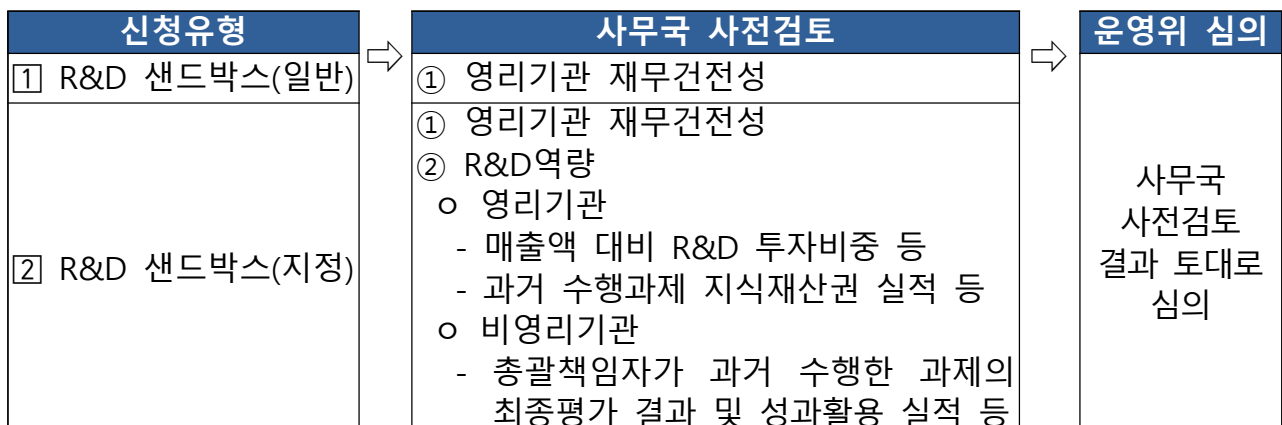 신청유형
⇨
사무국 사전검토
⇨
운영위 심의
1 R&D 샌드박스(일반)
① 영리기관 재무건전성
2 R&D 샌드박스(지정)
① 영리기관 재무건전성
② R&D역량
ㅇ 영리기관
- 매출액 대비 R&D 투자비중 등
- 과거 수행과제 지식재산권 실적 등
ㅇ 비영리기관
- 총괄책임자가 과거 수행한 과제의
최종평가 결과 및 성과활용 실적 등
사무국
사전검토
결과 토대로
심의